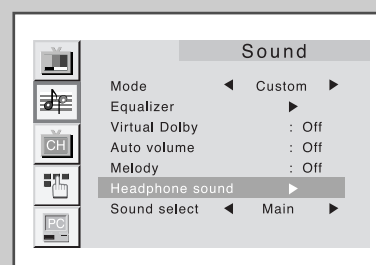 Sound
Mode ◀ Custom ▶
Equalizer ▶
Virtual Dolby : Off
Auto volume : Off
CH
Melody : Off
Headphone sound ▶
Sound select ◀ Main ▶
PC